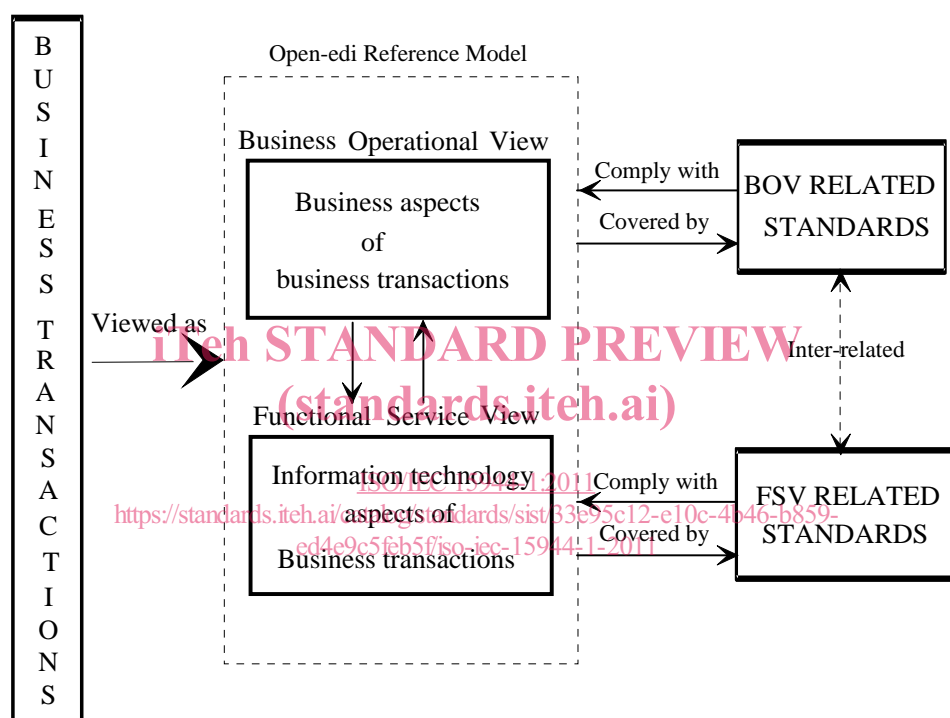 BUSINESS TRANSACTIONS
Open-edi Reference Model
Business Operational View
Business aspects
of
business transactions
Comply with
Covered by
BOV RELATED
STANDARDS
Viewed as
iTeh STANDARD PREVIEW
(standards.iteh.ai)
Inter-related
Functional Service View
Information technology
aspects of
Business transactions
ISO/IEC 15944-1:2011
https://standards.iteh.ai/catalog/standards/sist/33e95c12-e10c-4b46-b859-
ed4e9c5feb5f/iso-iec-15944-1-2011
Comply with
Covered by
FSV RELATED
STANDARDS